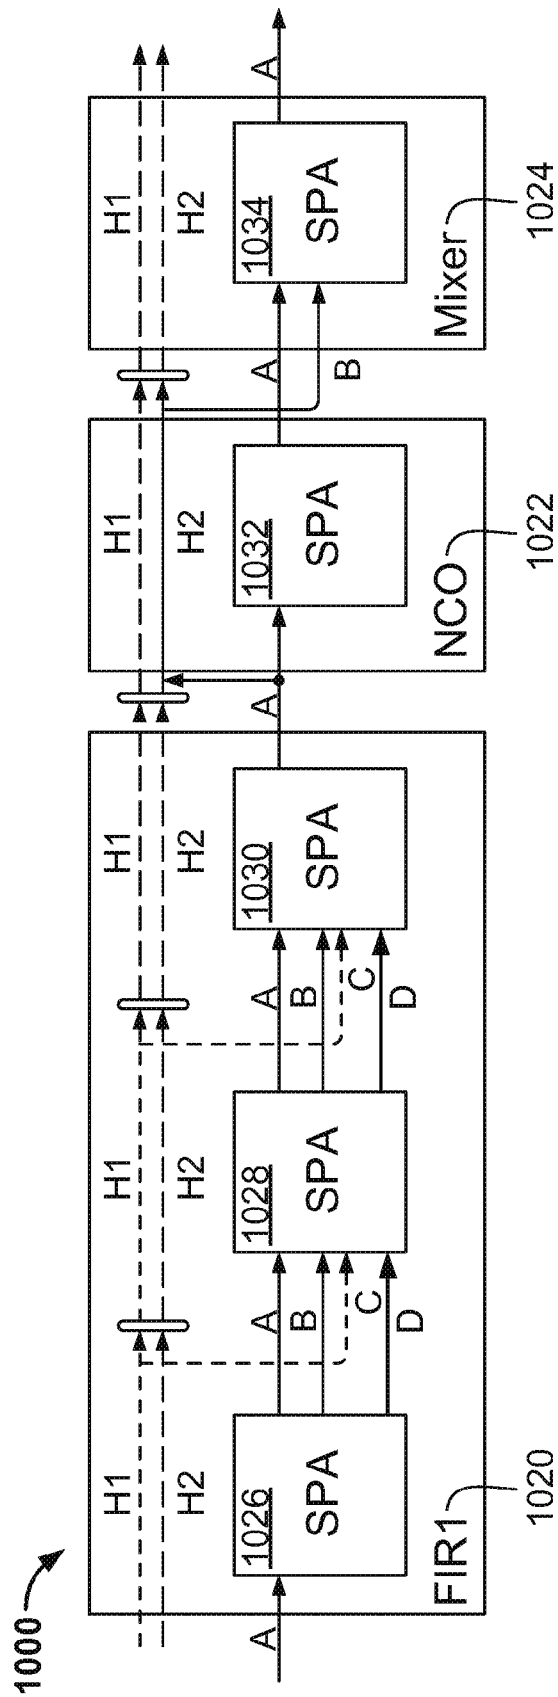 1000
H1
H1
H1
H1
H1
H2
H2
H2
H2
H2
A
1026
SPA
A
B
C
D
1028
SPA
A
B
C
D
1030
SPA
A
1032
SPA
A
B
1034
SPA
A
FIR1
NCO
Mixer
1020
1022
1024